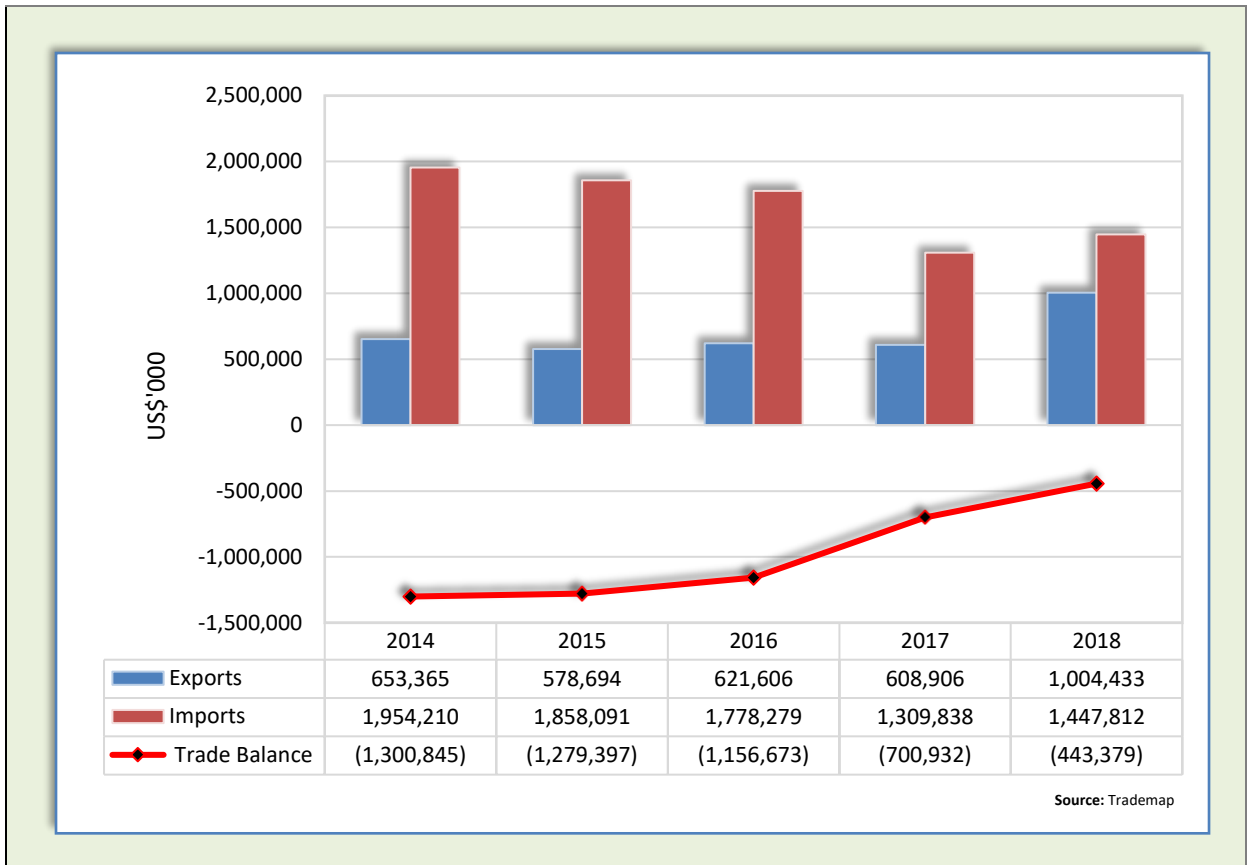 2,500,000
2,000,000
1,500,000
1,000,000
500,000
0
-500,000
-1,000,000
-1,500,000
US$'000
2014 2015 2016 2017 2018
Exports 653,365 578,694 621,606 608,906 1,004,433
Imports 1,954,210 1,858,091 1,778,279 1,309,838 1,447,812
Trade Balance (1,300,845) (1,279,397) (1,156,673) (700,932) (443,379)
Source: Trademap